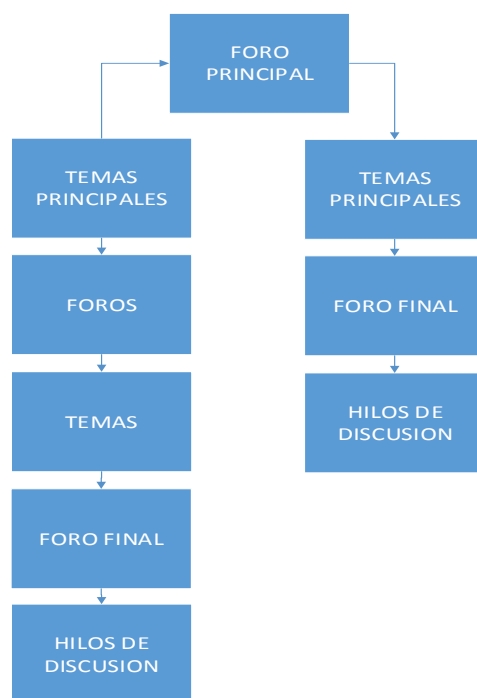 FORO
PRINCIPAL
TEMAS
PRINCIPALES
FOROS
TEMAS
FORO FINAL
HILOS DE
DISCUSION
TEMAS
PRINCIPALES
FORO FINAL
HILOS DE
DISCUSION